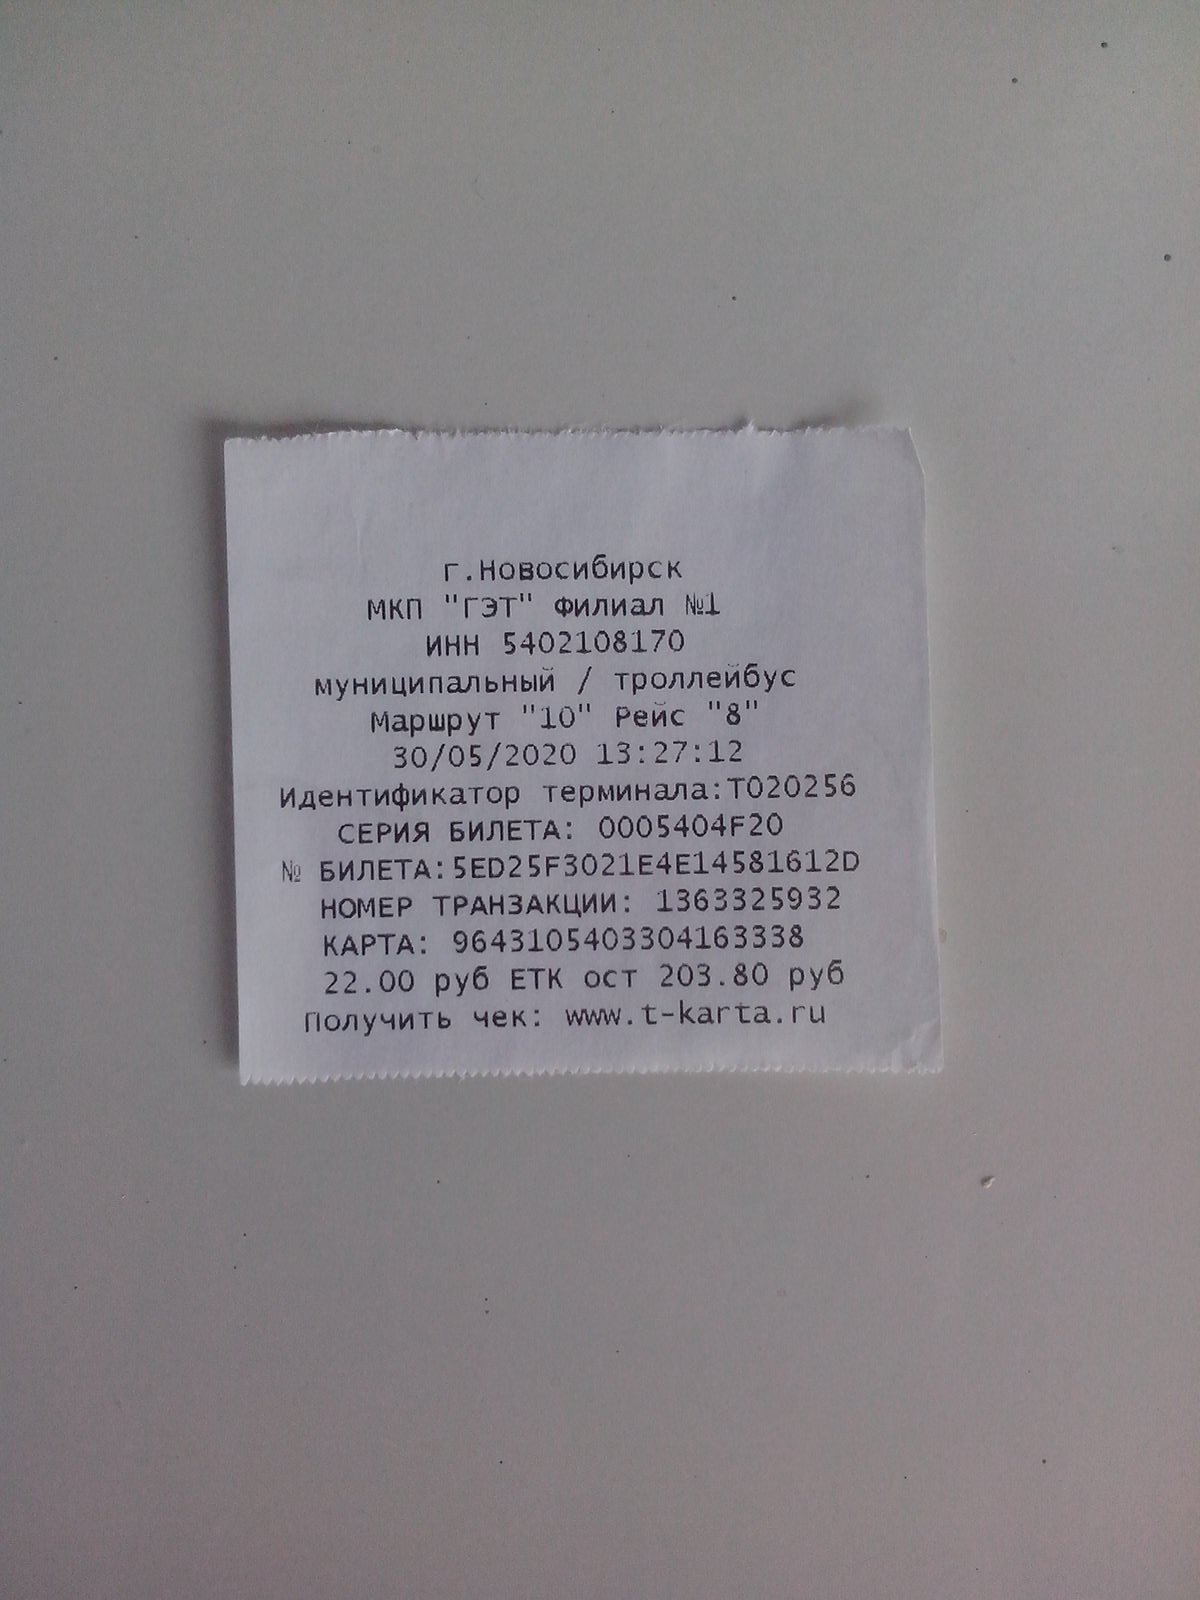 г.Новосибирск
МКП "ГЭТ" Филиал №1
ИНН 5402108170
муниципальный / троллейбус
Маршрут "10" Рейс "8"
30/05/2020 13:27:12
Идентификатор терминала:Т020256
СЕРИЯ БИЛЕТА: 0005404F20
№ БИЛЕТА:5ED25F3021E4E14581612D
НОМЕР ТРАНЗАКЦИИ: 1363325932
КАРТА: 9643105403304163338
22.00 руб ЕТК ост 203.80 руб
Получить чек: www.t-karta.ru